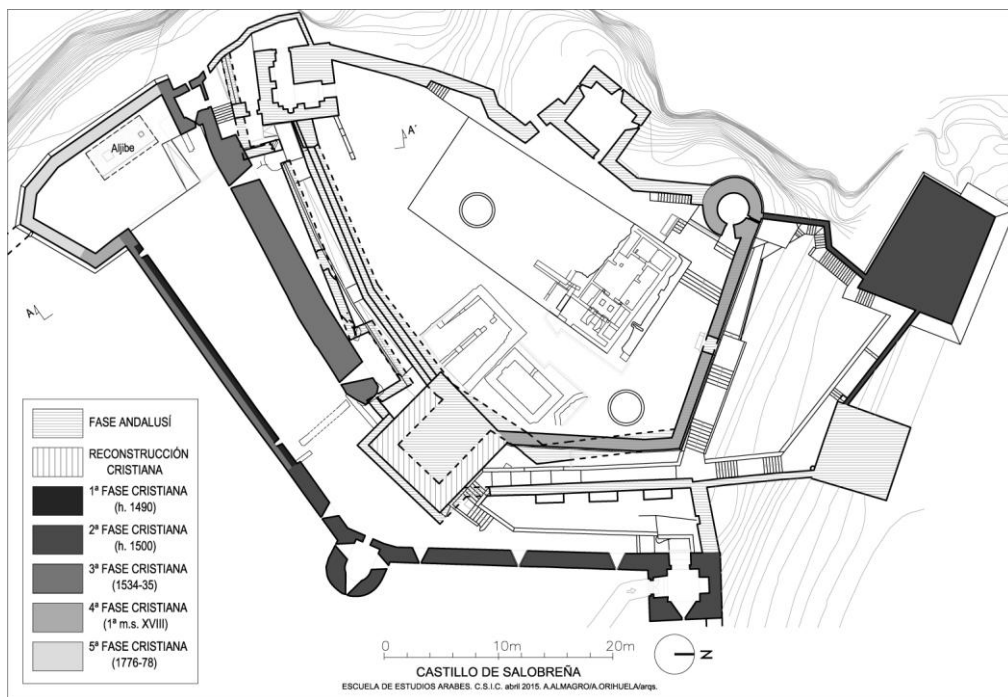 Aljibe
A'
A
FASE ANDALUSÍ
RECONSTRUCCIÓN
CRISTIANA
1ª FASE CRISTIANA
(h. 1490)
2ª FASE CRISTIANA
(h. 1500)
3ª FASE CRISTIANA
(1534-35)
4ª FASE CRISTIANA
(1ª m.s. XVIII)
5ª FASE CRISTIANA
(1776-78)
0 10m 20m
N
CASTILLO DE SALOBREÑA
ESCUELA DE ESTUDIOS ARABES. C.S.I.C. abril 2015. A.ALMAGRO/A.ORIHUELA/arqs.